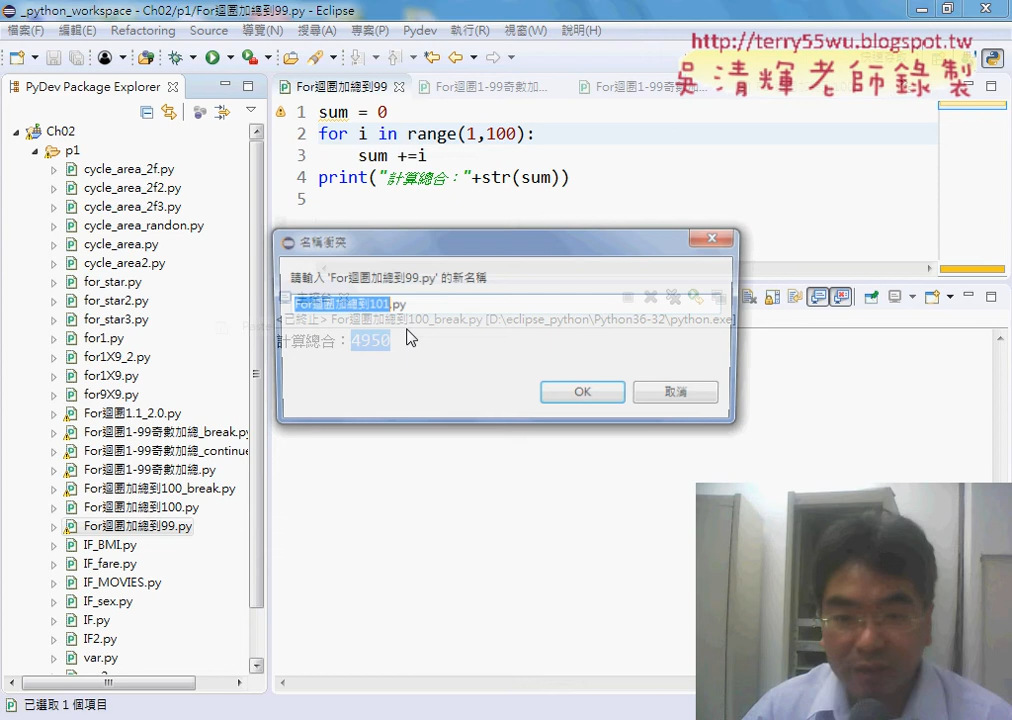 _python_workspace - Ch02/p1/For迴圈加總到99.py - Eclipse
檔案(F) 編輯(E) Refactoring Source 導覽(N) 搜尋(A) 專案(P) Pydev 執行(R) 視窗(W) 說明(H)
http://terry55wu.blogspot.tw
吳清輝老師錄製
PyDev Package Explorer
For迴圈加總到99
For迴圈1-99奇數加...
For迴圈1-99奇數加...
Ch02
p1
cycle_area_2f.py
cycle_area_2f2.py
cycle_area_2f3.py
cycle_area_randon.py
cycle_area.py
cycle_area2.py
for_star.py
for_star2.py
for_star3.py
for1.py
for1X9_2.py
for1X9.py
for9X9.py
For迴圈1.1_2.0.py
For迴圈1-99奇數加總_break.py
For迴圈1-99奇數加總_continue
For迴圈1-99奇數加總.py
For迴圈加總到100_break.py
For迴圈加總到100.py
For迴圈加總到99.py
IF_BMI.py
IF_fare.py
IF_MOVIES.py
IF_sex.py
IF.py
IF2.py
var.py
1 sum = 0
2 for i in range(1,100):
3 sum +=i
4 print("計算總合："+str(sum))
5
名稱衝突
請輸入 'For迴圈加總到99.py' 的新名稱
For迴圈加總到101.py
<已終止> For迴圈加總到100_break.py [D:\eclipse_python\Python36-32\python.exe]
計算總合：4950
OK 取消
已選取 1 個項目